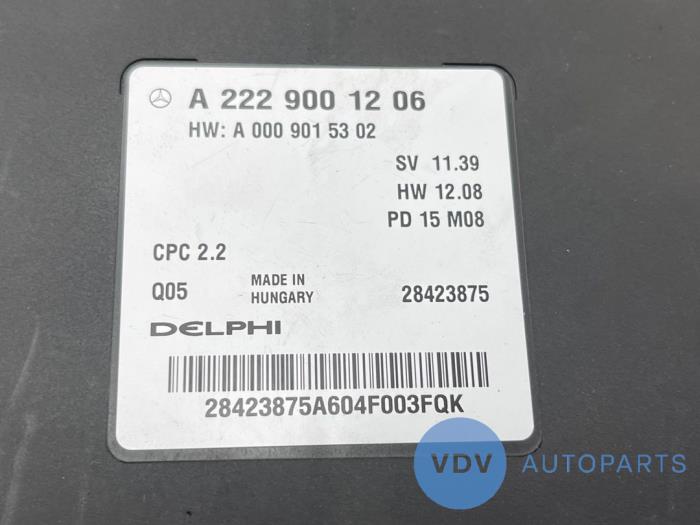 A 222 900 12 06
HW: A 000 901 53 02
SV 11.39
HW 12.08
PD 15 M08
CPC 2.2
Q05
MADE IN
HUNGARY
28423875
DELPHI
28423875A604F003FQK
VDV AUTOPARTS